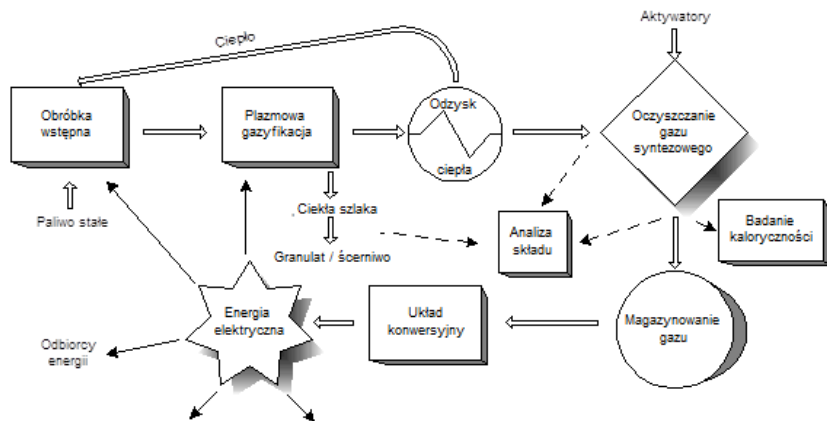 Aktywatory
Ciepło
Obróbka
wstępna
Plazmowa
gazyfikacja
Odzysk
ciepła
Oczyszczanie
gazu
syntezowego
Paliwo stałe
Ciekła szlaka
Granulat / ścerniwo
Analiza
składu
Badanie
kaloryczności
Energia
elektryczna
Układ
konwersyjny
Magazynowanie
gazu
Odbiorcy
energii